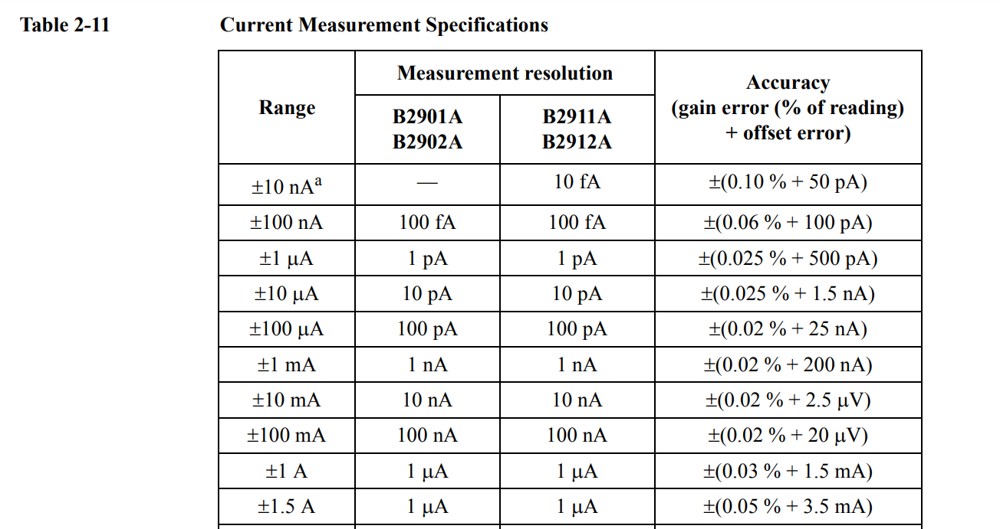 Table 2-11 Current Measurement Specifications
Range Measurement resolution Accuracy (gain error (% of reading) + offset error)
B2901A B2902A B2911A B2912A
±10 nAᵃ — 10 fA ±(0.10 % + 50 pA)
±100 nA 100 fA 100 fA ±(0.06 % + 100 pA)
±1 μA 1 pA 1 pA ±(0.025 % + 500 pA)
±10 μA 10 pA 10 pA ±(0.025 % + 1.5 nA)
±100 μA 100 pA 100 pA ±(0.02 % + 25 nA)
±1 mA 1 nA 1 nA ±(0.02 % + 200 nA)
±10 mA 10 nA 10 nA ±(0.02 % + 2.5 μV)
±100 mA 100 nA 100 nA ±(0.02 % + 20 μV)
±1 A 1 μA 1 μA ±(0.03 % + 1.5 mA)
±1.5 A 1 μA 1 μA ±(0.05 % + 3.5 mA)